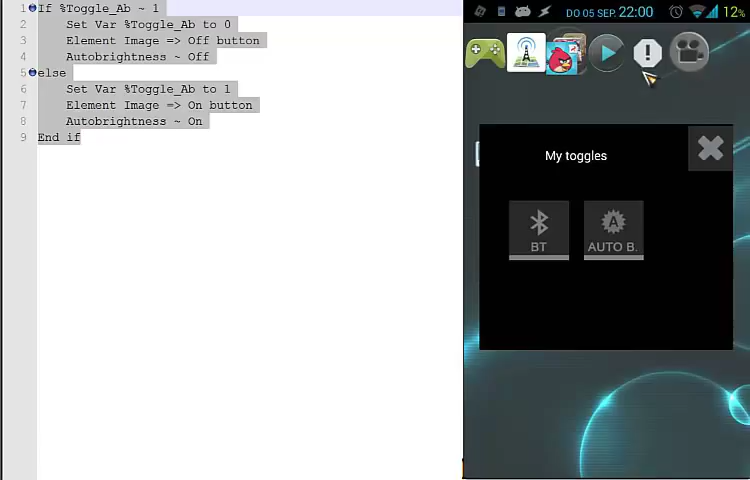 1 If %Toggle_Ab ~ 1
2 Set Var %Toggle_Ab to 0
3 Element Image => Off button
4 Autobrightness ~ Off
5 else
6 Set Var %Toggle_Ab to 1
7 Element Image => On button
8 Autobrightness ~ On
9 End if
DO 05 SEP. 22:00 12%
My toggles
BT AUTO B.